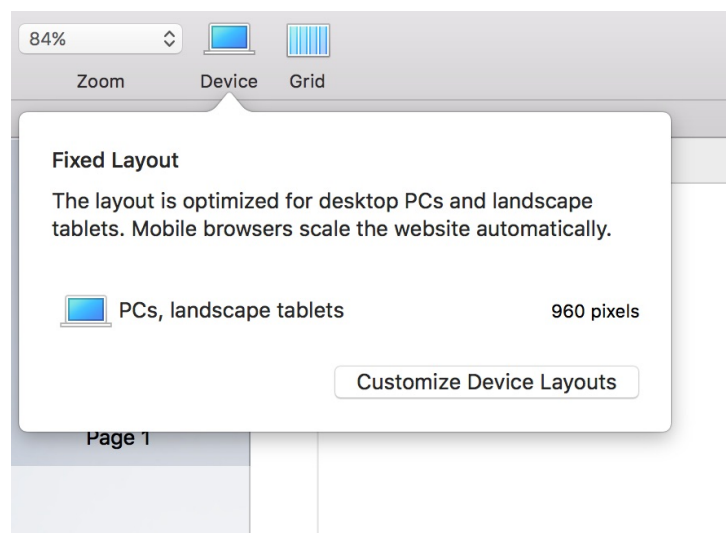 84%
Zoom
Device
Grid
Fixed Layout
The layout is optimized for desktop PCs and landscape
tablets. Mobile browsers scale the website automatically.
PCs, landscape tablets
960 pixels
Customize Device Layouts
Page 1